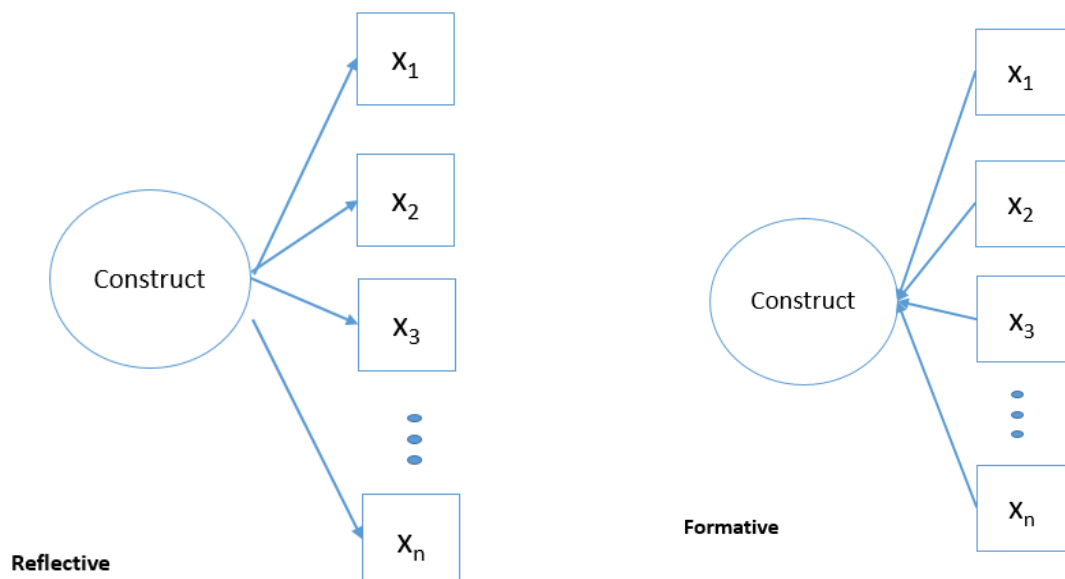 X₁
X₂
Construct
X₃
Xₙ
Reflective
X₁
X₂
Construct
X₃
Xₙ
Formative